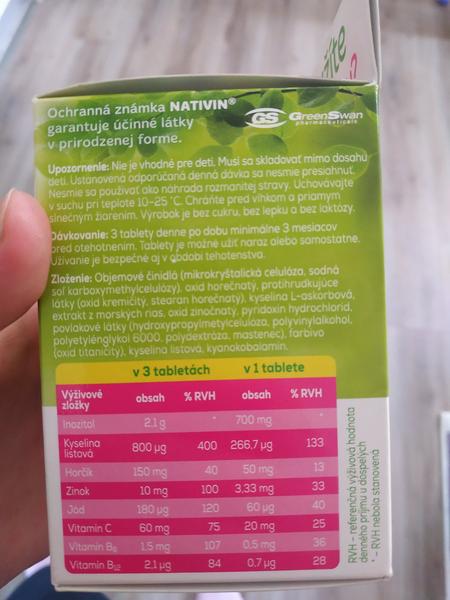 žite
Ochranná známka NATIVIN®
garantuje účinné látky
v prirodzenej forme.
GS GreenSwan
pharmaceuticals
Upozornenie: Nie je vhodné pre deti. Musí sa skladovať mimo dosahu
detí. Ustanovená odporúčaná denná dávka sa nesmie presiahnuť.
Nesmie sa používať ako náhrada rozmanitej stravy. Uchovávajte
v suchu pri teplote 10–25 °C. Chráňte pred vlhkom a priamym
slnečným žiarením. Výrobok je bez cukru, bez lepku a bez laktózy.
Dávkovanie: 3 tablety denne po dobu minimálne 3 mesiacov
pred otehotnením. Tablety je možné užiť naraz alebo samostatne.
Užívanie je bezpečné aj v období tehotenstva.
Zloženie: Objemové činidlá (mikrokryštalická celulóza, sodná
soľ karboxymetylcelulózy), oxid horečnatý, protihrudkujúce
látky (oxid kremičitý, stearan horečnatý), kyselina L-askorbová,
extrakt z morských rias, oxid zinočnatý, pyridoxín hydrochlorid,
povlakové látky (hydroxypropylmetylcelulóza, polyvinylalkohol,
polyetylénglykol 6000, polydextróza, mastenec), farbivo
(oxid titaničitý), kyselina listová, kyanokobalamín.
v 3 tabletách v 1 tablete
Výživové zložky obsah % RVH obsah % RVH
Inozitol 2,1 g * 700 mg *
Kyselina listová 800 µg 400 266,7 µg 133
Horčík 150 mg 40 50 mg 13
Zinok 10 mg 100 3,33 mg 33
Jód 180 µg 120 60 µg 40
Vitamín C 60 mg 75 20 mg 25
Vitamín B6 1,5 mg 107 0,5 mg 36
Vitamín B12 2,1 µg 84 0,7 µg 28
RVH – referenčná výživová hodnota
denného príjmu u dospelých
* – RVH nebola stanovená